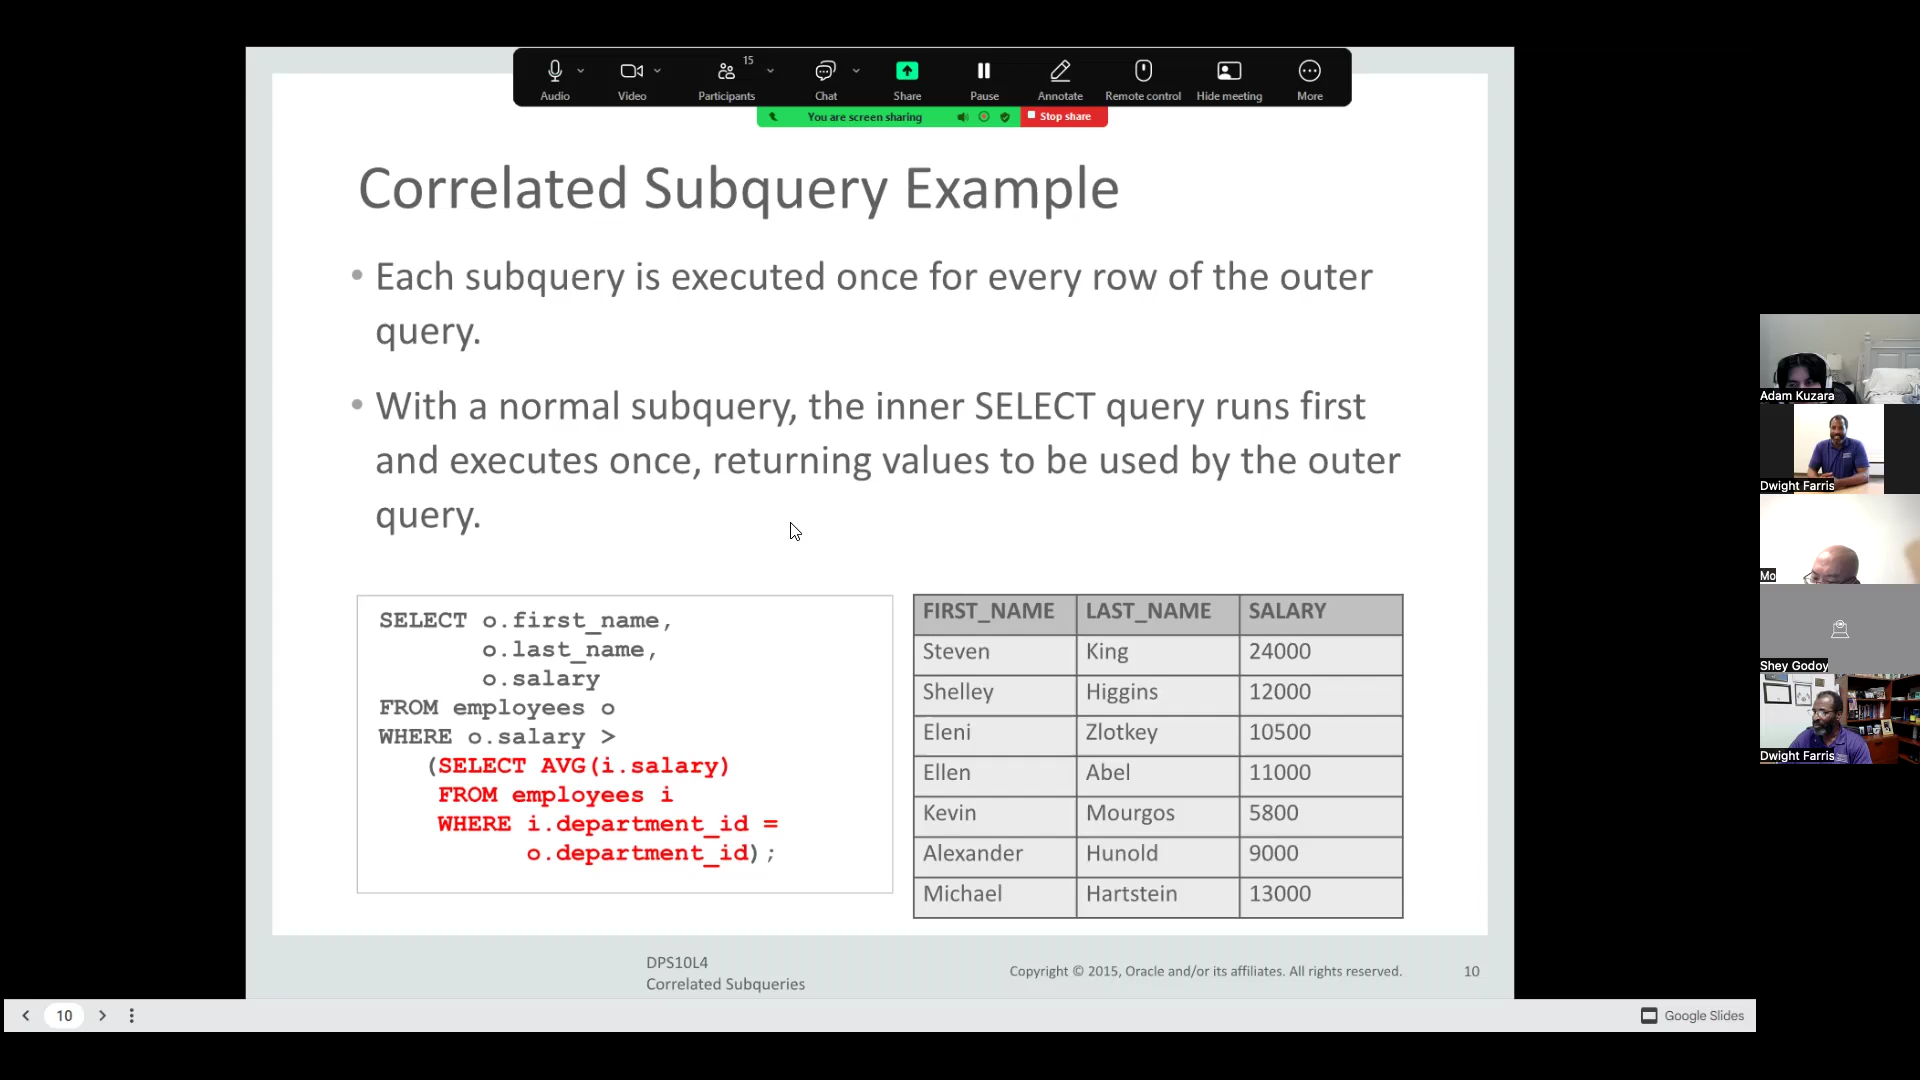 15
Audio Video Participants Chat Share Pause Annotate Remote control Hide meeting More
You are screen sharing Stop share
Correlated Subquery Example
• Each subquery is executed once for every row of the outer
query.
• With a normal subquery, the inner SELECT query runs first
and executes once, returning values to be used by the outer
query.
SELECT o.first_name,
o.last_name,
o.salary
FROM employees o
WHERE o.salary >
(SELECT AVG(i.salary)
FROM employees i
WHERE i.department_id =
o.department_id);
FIRST_NAME LAST_NAME SALARY
Steven King 24000
Shelley Higgins 12000
Eleni Zlotkey 10500
Ellen Abel 11000
Kevin Mourgos 5800
Alexander Hunold 9000
Michael Hartstein 13000
DPS10L4
Correlated Subqueries
Copyright © 2015, Oracle and/or its affiliates. All rights reserved. 10
10
Google Slides
Adam Kuzara
Dwight Farris
Mo
Shey Godoy
Dwight Farris